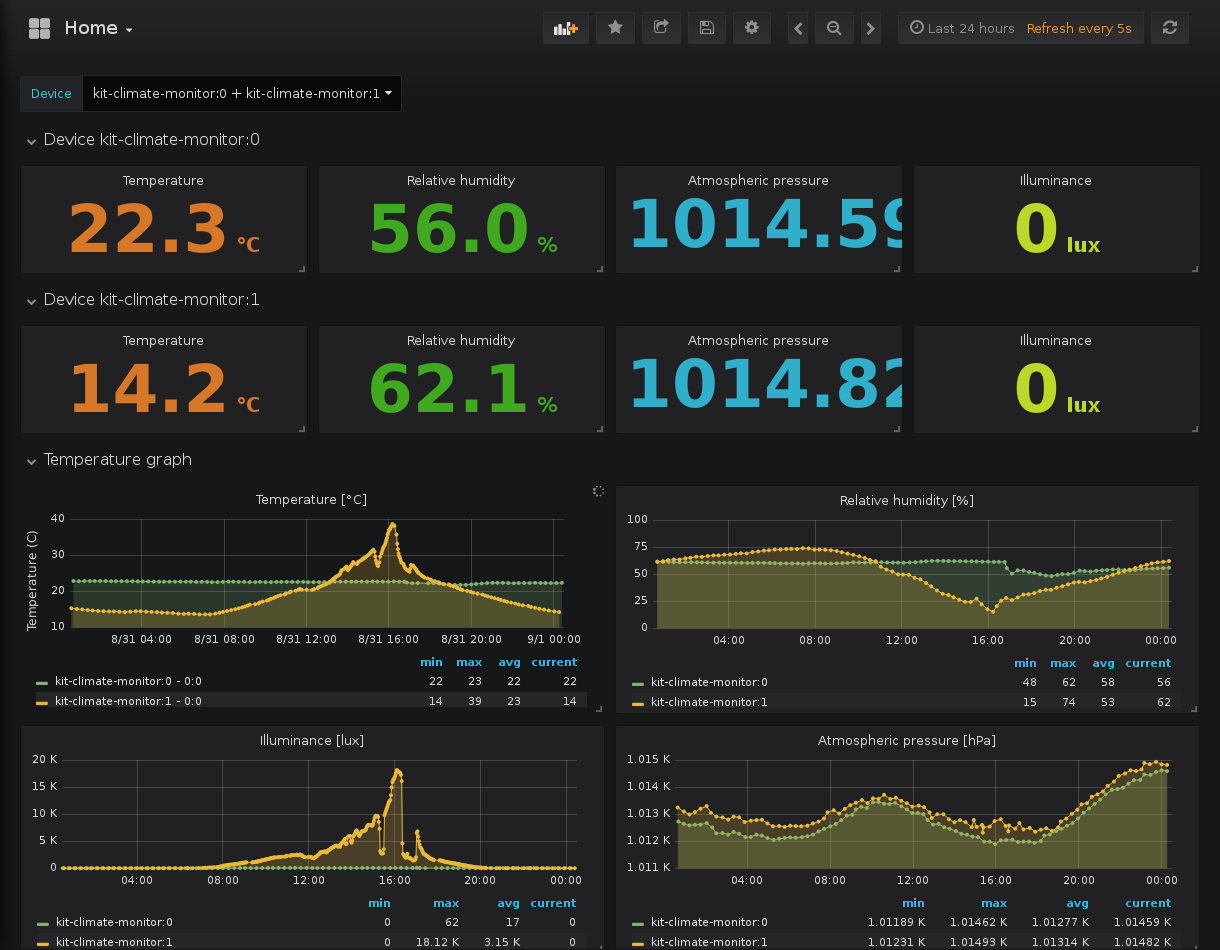 Home
Last 24 hours Refresh every 5s
Device kit-climate-monitor:0 + kit-climate-monitor:1
Device kit-climate-monitor:0
Temperature Relative humidity Atmospheric pressure Illuminance
22.3 °C 56.0 % 1014.59 0 lux
Device kit-climate-monitor:1
Temperature Relative humidity Atmospheric pressure Illuminance
14.2 °C 62.1 % 1014.82 0 lux
Temperature graph
Temperature [°C]
Temperature (C)
40
30
20
10
8/31 04:00 8/31 08:00 8/31 12:00 8/31 16:00 8/31 20:00 9/1 00:00
min max avg current
kit-climate-monitor:0 - 0:0 22 23 22 22
kit-climate-monitor:1 - 0:0 14 39 23 14
Relative humidity [%]
100
75
50
25
0
04:00 08:00 12:00 16:00 20:00 00:00
min max avg current
kit-climate-monitor:0 48 62 58 56
kit-climate-monitor:1 15 74 53 62
Illuminance [lux]
20 K
15 K
10 K
5 K
0
04:00 08:00 12:00 16:00 20:00 00:00
min max avg current
kit-climate-monitor:0 0 62 17 0
kit-climate-monitor:1 0 18.12 K 3.15 K 0
Atmospheric pressure [hPa]
1.015 K
1.014 K
1.013 K
1.012 K
1.011 K
04:00 08:00 12:00 16:00 20:00 00:00
min max avg current
kit-climate-monitor:0 1.01189 K 1.01462 K 1.01277 K 1.01459 K
kit-climate-monitor:1 1.01231 K 1.01493 K 1.01314 K 1.01482 K